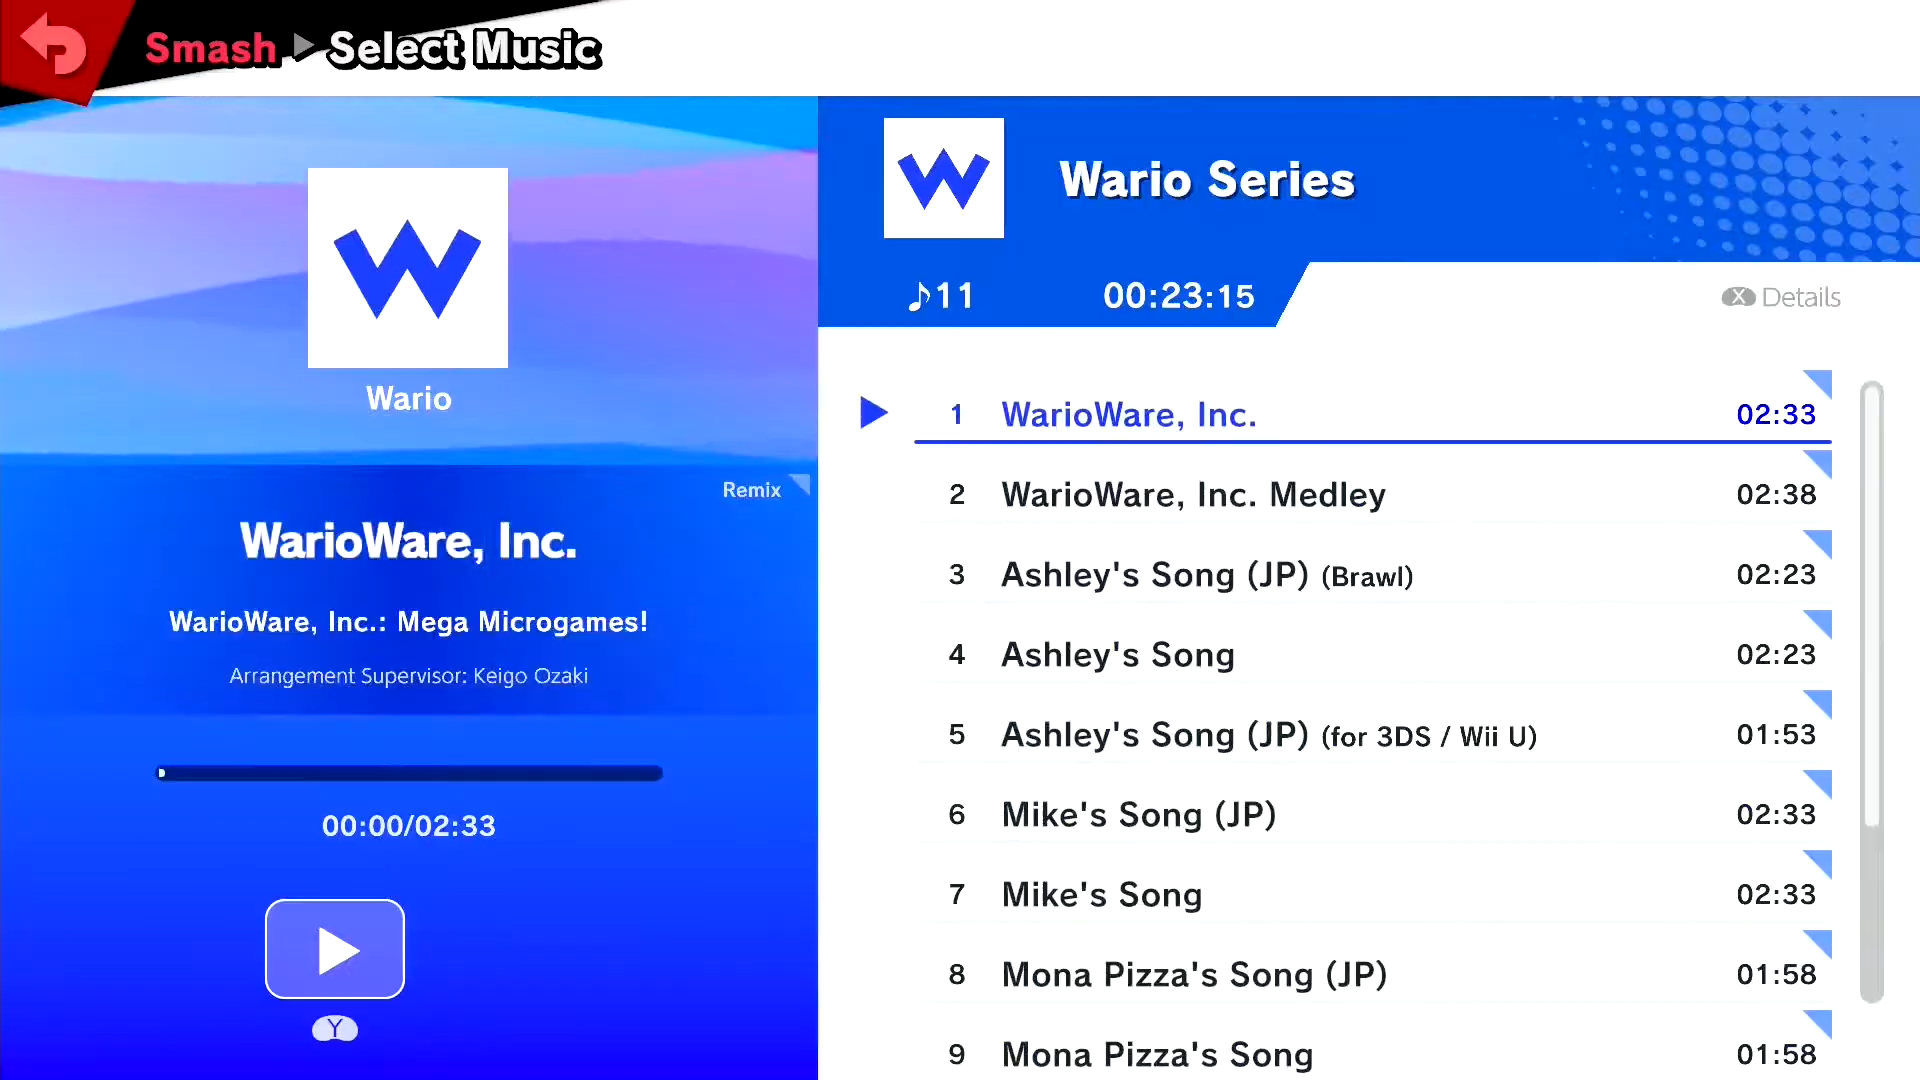 Smash ▶ Select Music
Wario
Remix
WarioWare, Inc.
WarioWare, Inc.: Mega Microgames!
Arrangement Supervisor: Keigo Ozaki
00:00/02:33
Y
Wario Series
♪11 00:23:15
X Details
1 WarioWare, Inc. 02:33
2 WarioWare, Inc. Medley 02:38
3 Ashley's Song (JP) (Brawl) 02:23
4 Ashley's Song 02:23
5 Ashley's Song (JP) (for 3DS / Wii U) 01:53
6 Mike's Song (JP) 02:33
7 Mike's Song 02:33
8 Mona Pizza's Song (JP) 01:58
9 Mona Pizza's Song 01:58